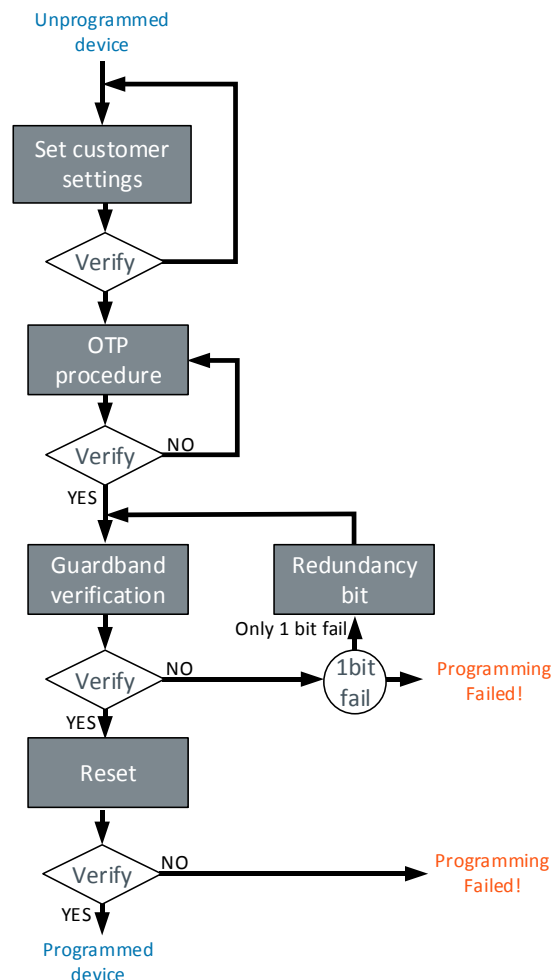 Unprogrammed
device
Set customer
settings
Verify
OTP
procedure
Verify
NO
YES
Guardband
verification
Redundancy
bit
Only 1 bit fail
Verify
NO
1bit
fail
Programming
Failed!
YES
Reset
Verify
NO
Programming
Failed!
YES
Programmed
device